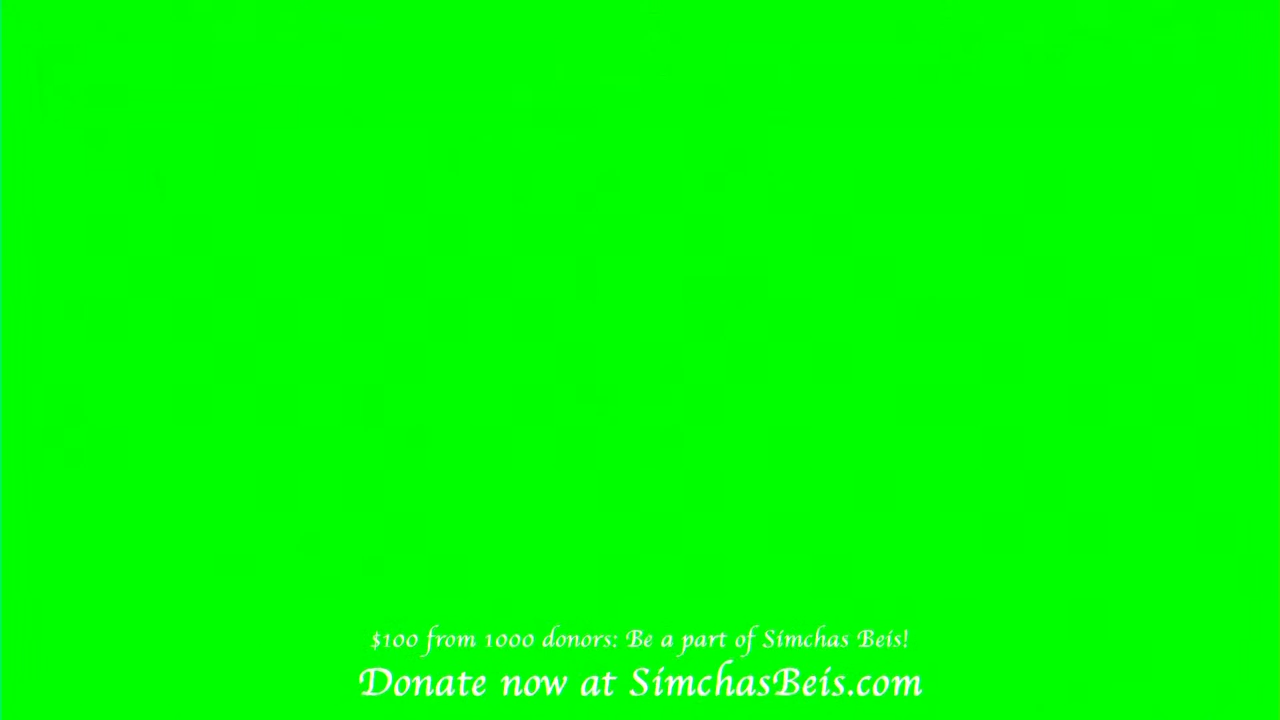 $100 from 1000 donors: Be a part of Simchas Beis!
Donate now at SimchasBeis.com